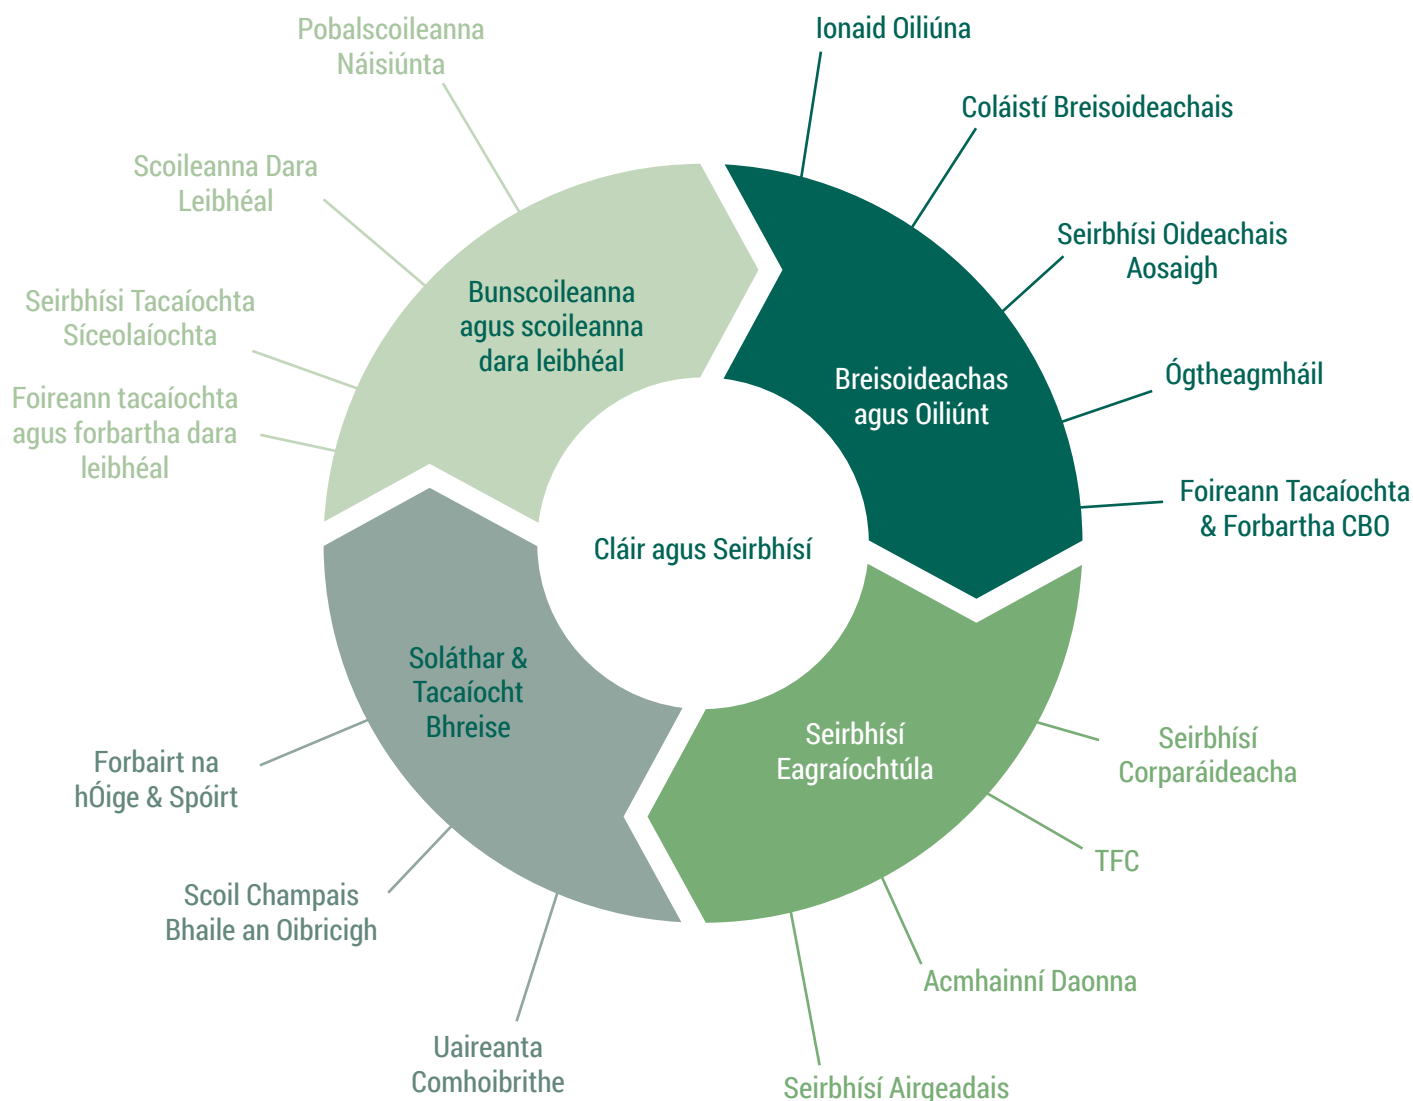 Pobalscoileanna
Náisiúnta
Scoileanna Dara
Leibhéal
Seirbhísi Tacaíochta
Síceolaíochta
Foireann tacaíochta
agus forbartha dara
leibhéal
Bunscoileanna
agus scoileanna
dara leibhéal
Ionaid Oiliúna
Coláistí Breisoideachais
Seirbhísi Oideachais
Aosaigh
Ógtheagmháil
Foireann Tacaíochta
& Forbartha CBO
Breisoideachas
agus Oiliúnt
Cláir agus Seirbhísí
Soláthar &
Tacaíocht
Bhreise
Forbairt na
hÓige & Spóirt
Scoil Champais
Bhaile an Oibricigh
Uaireanta
Comhoibrithe
Seirbhísí
Eagraíochtúla
Seirbhísí
Corparáideacha
TFC
Acmhainní Daonna
Seirbhísí Airgeadais